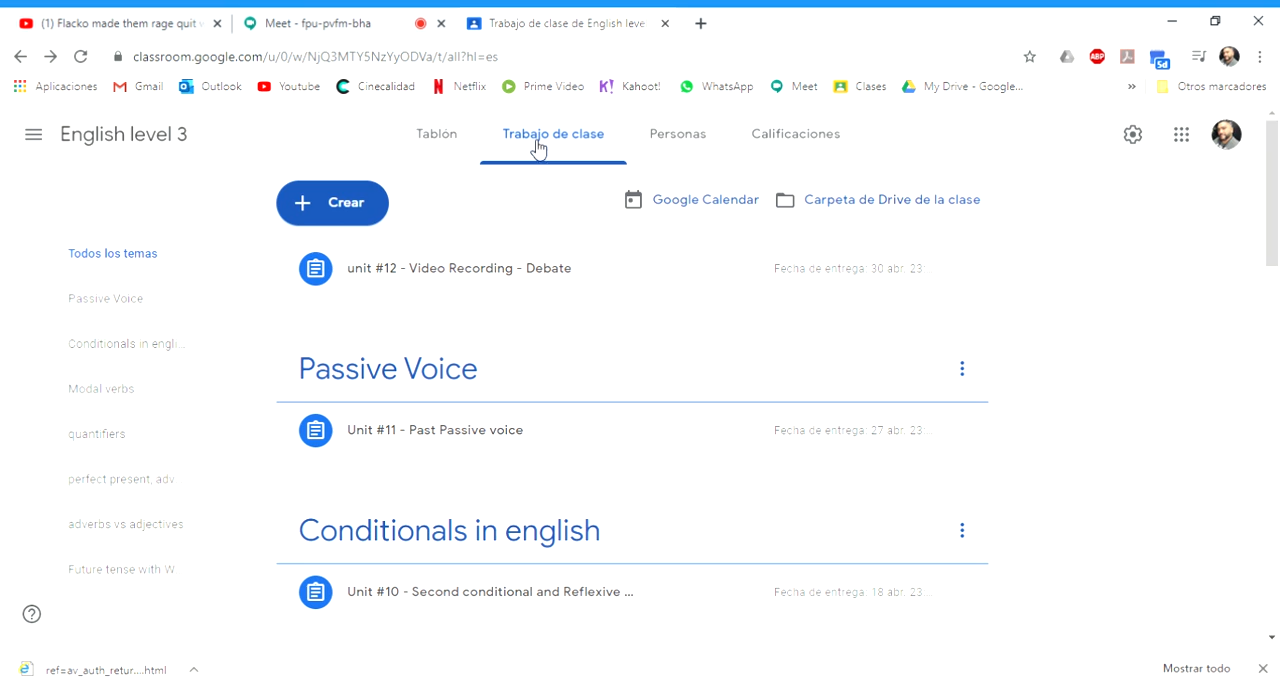 (1) Flacko made them rage quit
Meet - fpu-pvfm-bha
Trabajo de clase de English leve
classroom.google.com/u/0/w/NjQ3MTY5NzYyODVa/t/all?hl=es
ABP
5d
Aplicaciones
Gmail
Outlook
Youtube
Cinecalidad
Netflix
Prime Video
Kahoot!
WhatsApp
Meet
Clases
My Drive - Google...
»
Otros marcadores
English level 3
Tablón
Trabajo de clase
Personas
Calificaciones
+ Crear
Google Calendar
Carpeta de Drive de la clase
Todos los temas
Passive Voice
Conditionals in engli...
Modal verbs
quantifiers
perfect present, adv
adverbs vs adjectives
Future tense with W
unit #12 - Video Recording - Debate
Fecha de entrega: 30 abr. 23:...
Passive Voice
Unit #11 - Past Passive voice
Fecha de entrega: 27 abr. 23:...
Conditionals in english
Unit #10 - Second conditional and Reflexive ...
Fecha de entrega: 18 abr. 23:...
ref=av_auth_retur....html
Mostrar todo